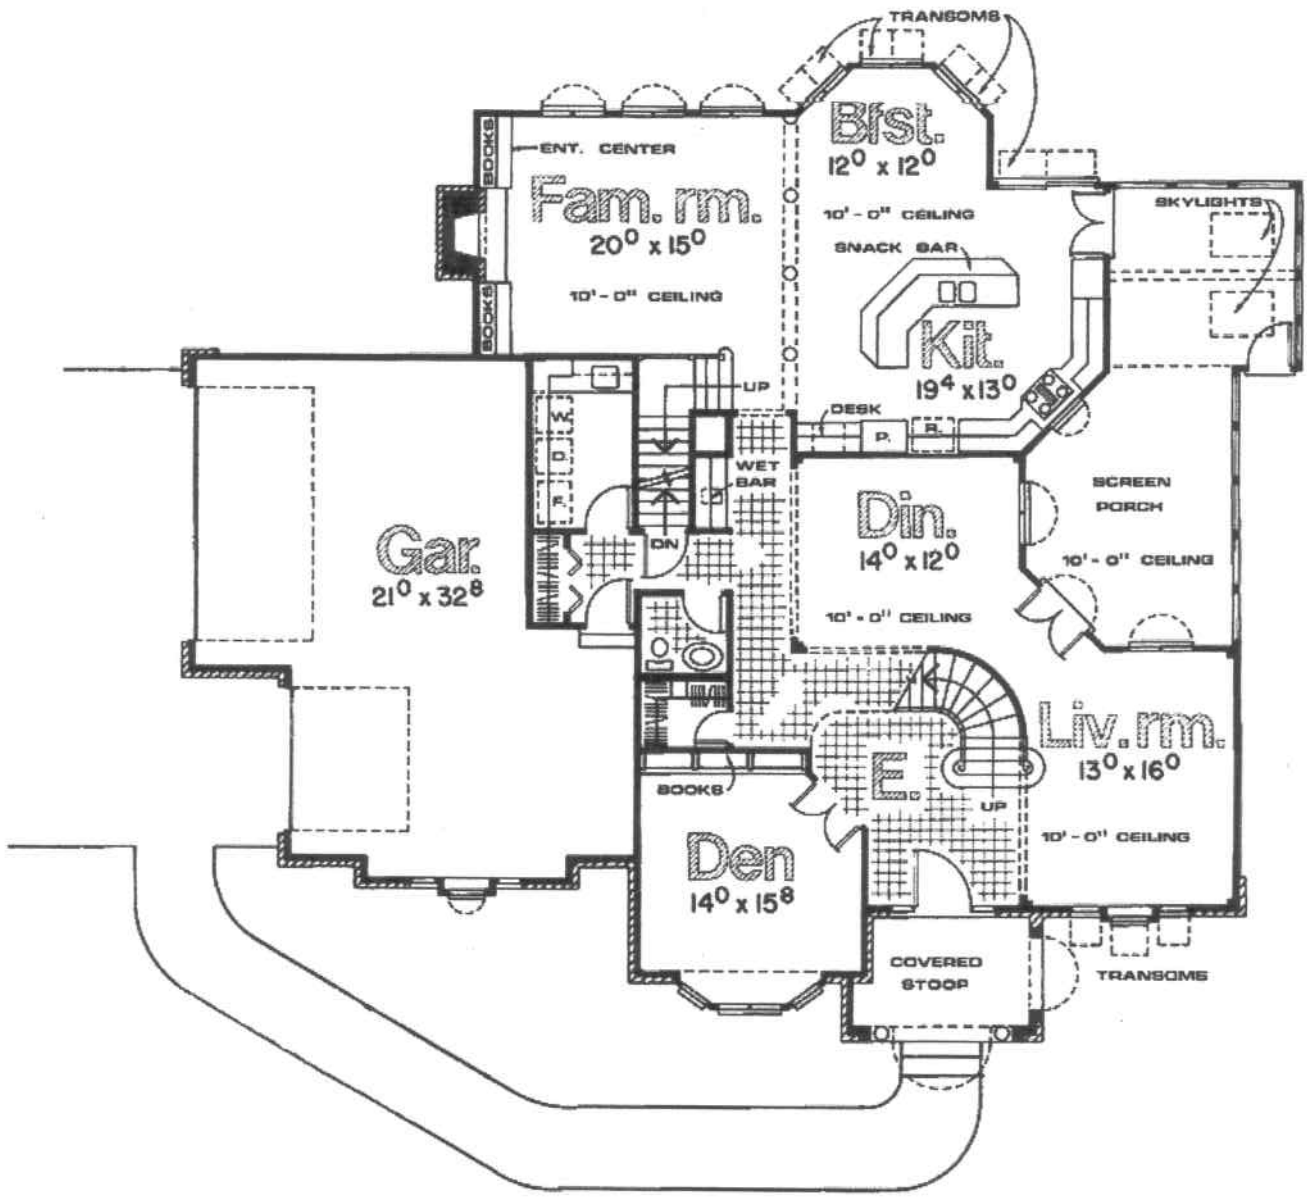 TRANSOMS
BOOKS
ENT. CENTER
Fam. rm.
20⁰ x 15⁰
10'-0" CEILING
BOOKS
Bfst.
12⁰ x 12⁰
10'-0" CEILING
SNACK BAR
Kit.
19⁴ x 13⁰
SKYLIGHTS
UP
DESK
P.
R.
W.
D.
F.
WET
BAR
DN
Gar.
21⁰ x 32⁸
Din.
14⁰ x 12⁰
10'-0" CEILING
SCREEN
PORCH
10'-0" CEILING
Liv. rm.
13⁰ x 16⁰
10'-0" CEILING
E.
UP
BOOKS
Den
14⁰ x 15⁸
COVERED
STOOP
TRANSOMS